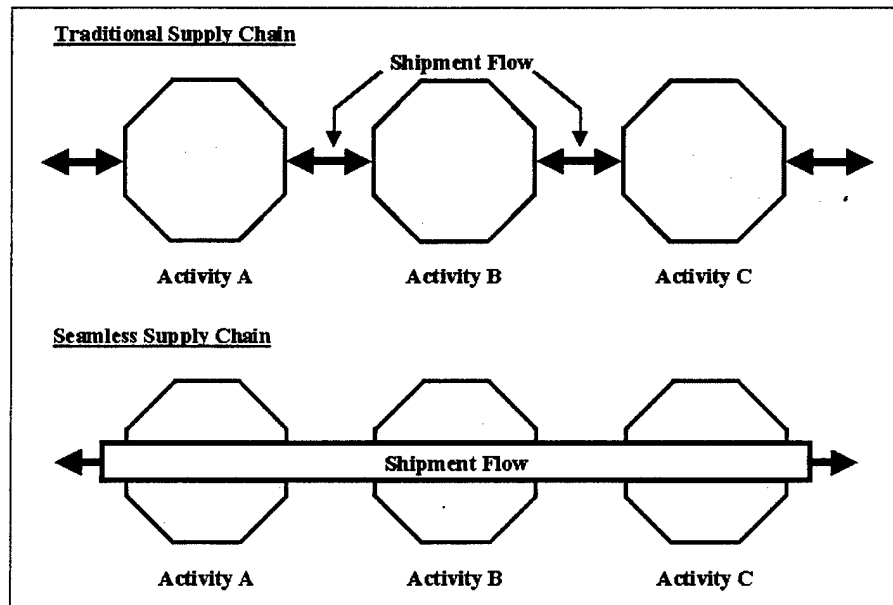 Traditional Supply Chain
Shipment Flow
Activity A
Activity B
Activity C
Seamless Supply Chain
Shipment Flow
Activity A
Activity B
Activity C